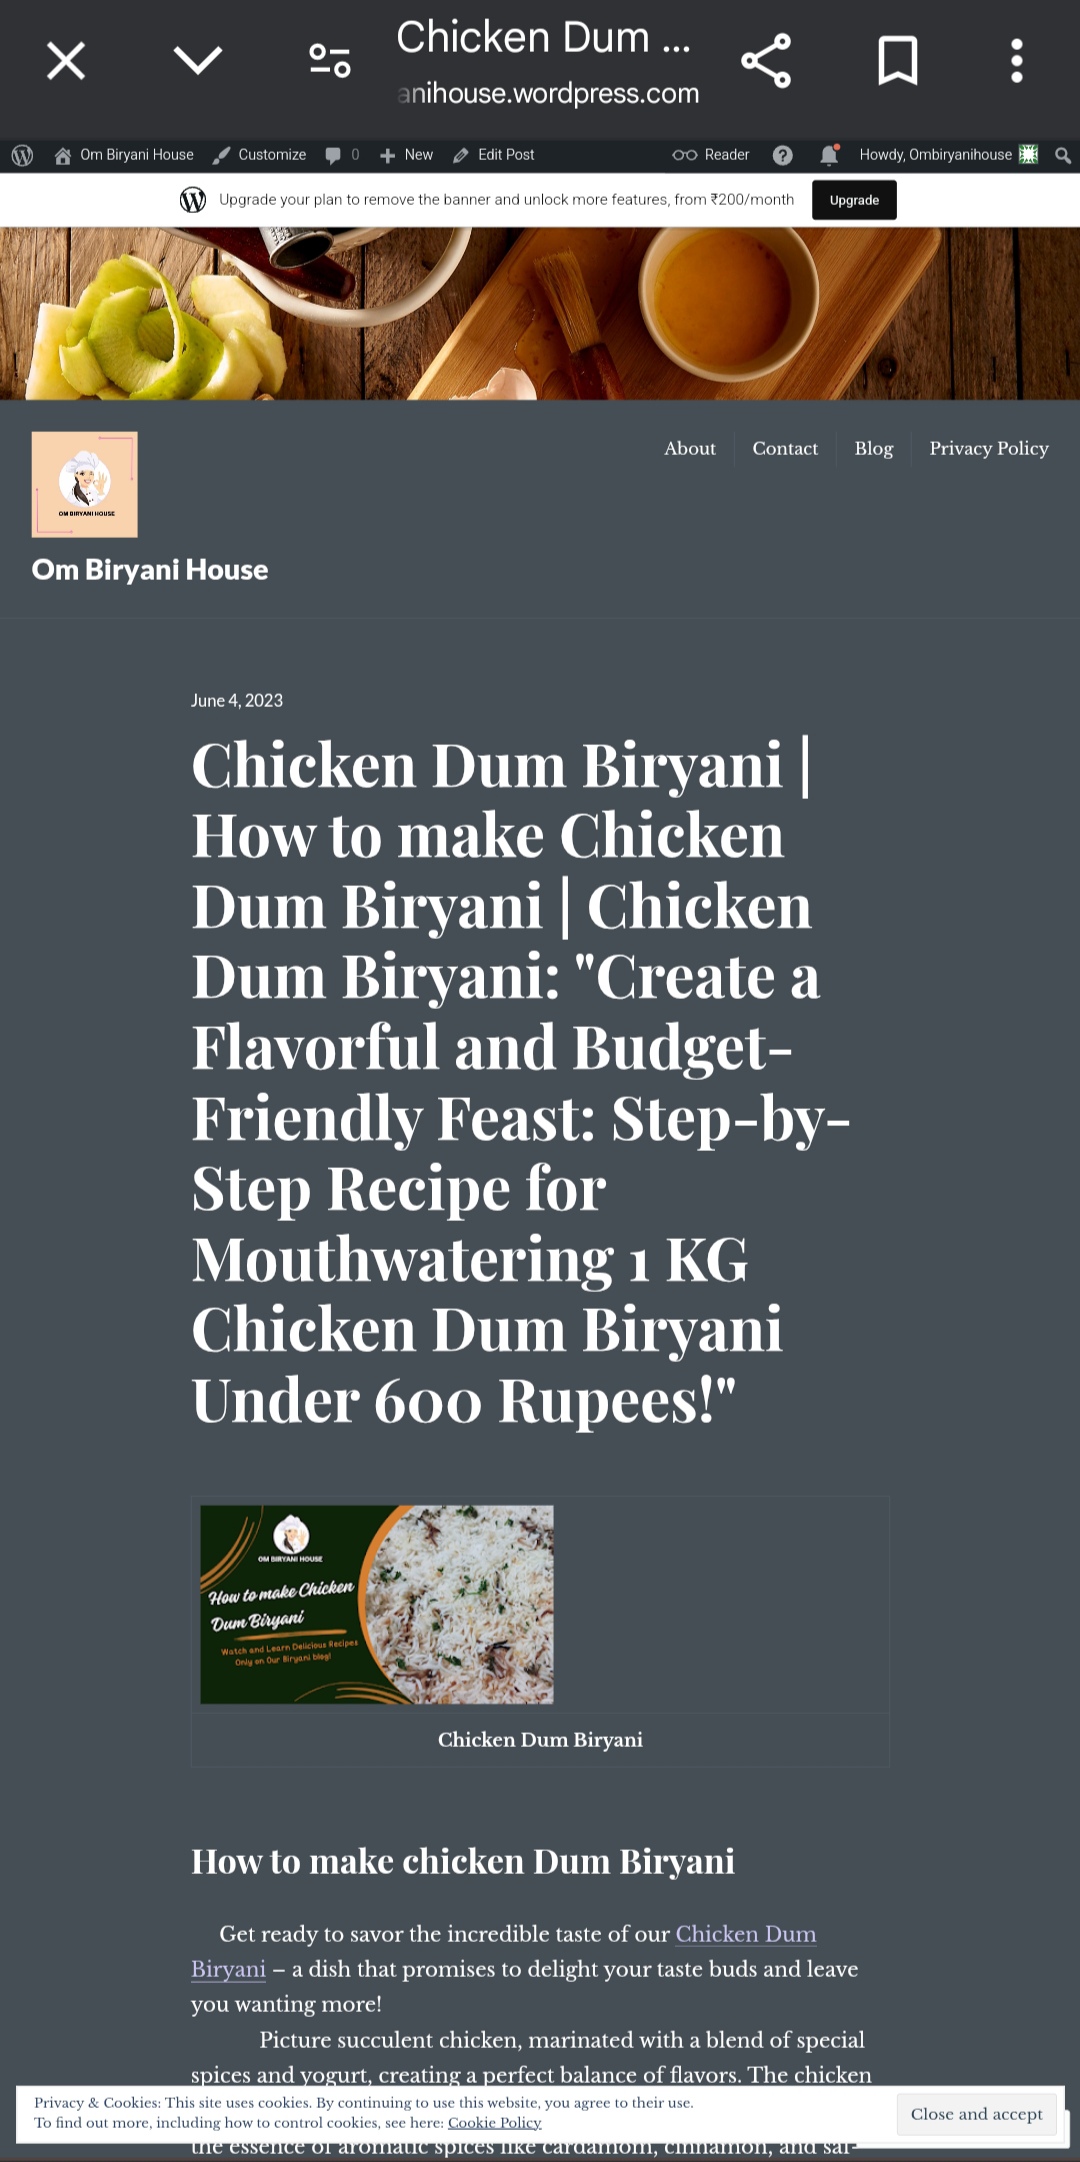 Chicken Dum ...
anihouse.wordpress.com
Om Biryani House Customize 0 New Edit Post Reader Howdy, Ombiryanihouse
Upgrade your plan to remove the banner and unlock more features, from ₹200/month Upgrade
About Contact Blog Privacy Policy
OM BIRYANI HOUSE
Om Biryani House
June 4, 2023
Chicken Dum Biryani |
How to make Chicken
Dum Biryani | Chicken
Dum Biryani: "Create a
Flavorful and Budget-
Friendly Feast: Step-by-
Step Recipe for
Mouthwatering 1 KG
Chicken Dum Biryani
Under 600 Rupees!"
OM BIRYANI HOUSE
How to make Chicken
Dum Biryani
Watch and Learn Delicious Recipes
Only on Our Biryani blog!
Chicken Dum Biryani
How to make chicken Dum Biryani
Get ready to savor the incredible taste of our Chicken Dum
Biryani – a dish that promises to delight your taste buds and leave
you wanting more!
Picture succulent chicken, marinated with a blend of special
spices and yogurt, creating a perfect balance of flavors. The chicken
Privacy & Cookies: This site uses cookies. By continuing to use this website, you agree to their use.
To find out more, including how to control cookies, see here: Cookie Policy
Close and accept
the essence of aromatic spices like cardamom, cinnamon, and saf-